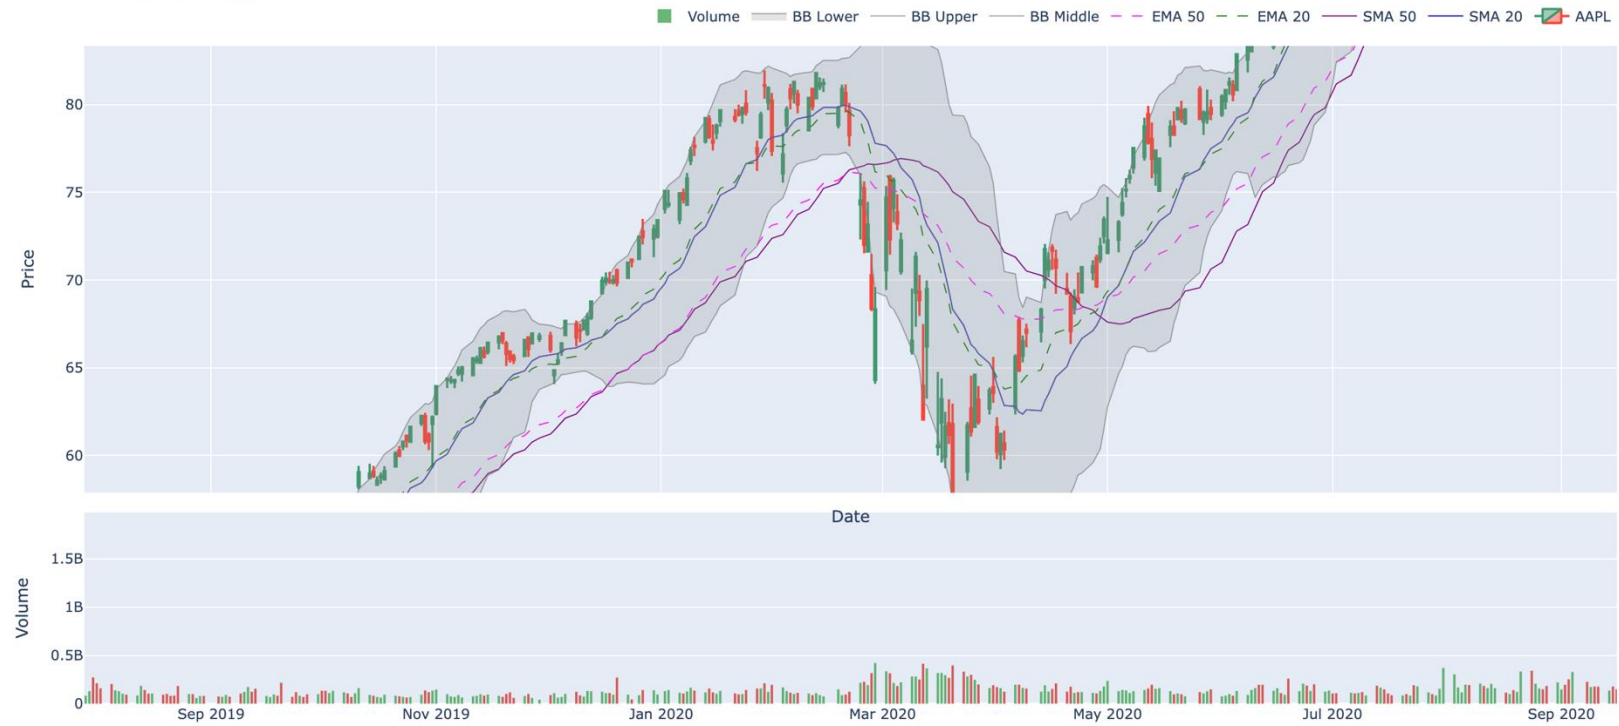 Volume BB Lower BB Upper BB Middle EMA 50 EMA 20 SMA 50 SMA 20 AAPL
80
75
70
65
60
Price
Date
1.5B
1B
0.5B
0
Volume
Sep 2019 Nov 2019 Jan 2020 Mar 2020 May 2020 Jul 2020 Sep 2020